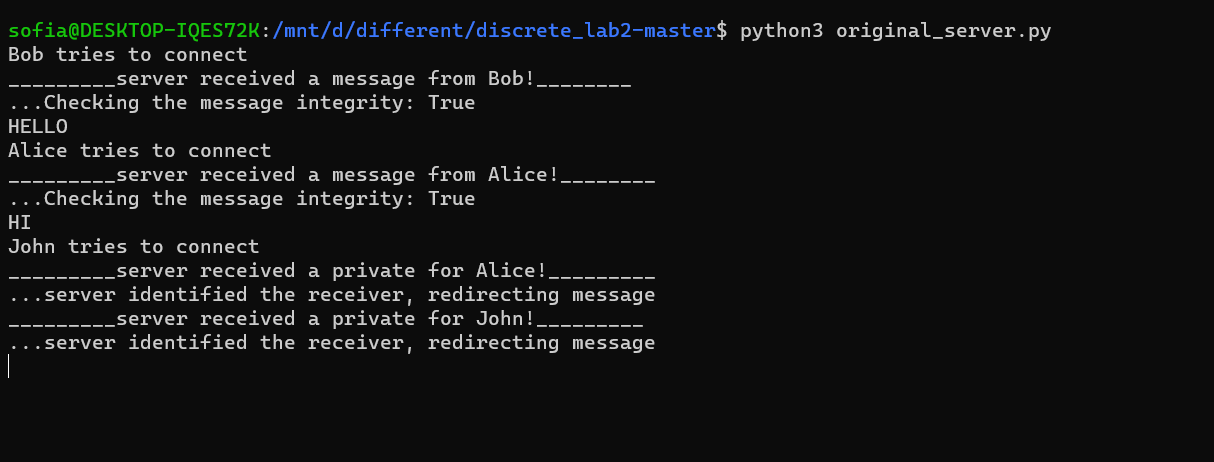 sofia@DESKTOP-IQES72K:/mnt/d/different/discrete_lab2-master$ python3 original_server.py
Bob tries to connect
_________server received a message from Bob!________
...Checking the message integrity: True
HELLO
Alice tries to connect
_________server received a message from Alice!________
...Checking the message integrity: True
HI
John tries to connect
_________server received a private for Alice!_________
...server identified the receiver, redirecting message
_________server received a private for John!_________
...server identified the receiver, redirecting message